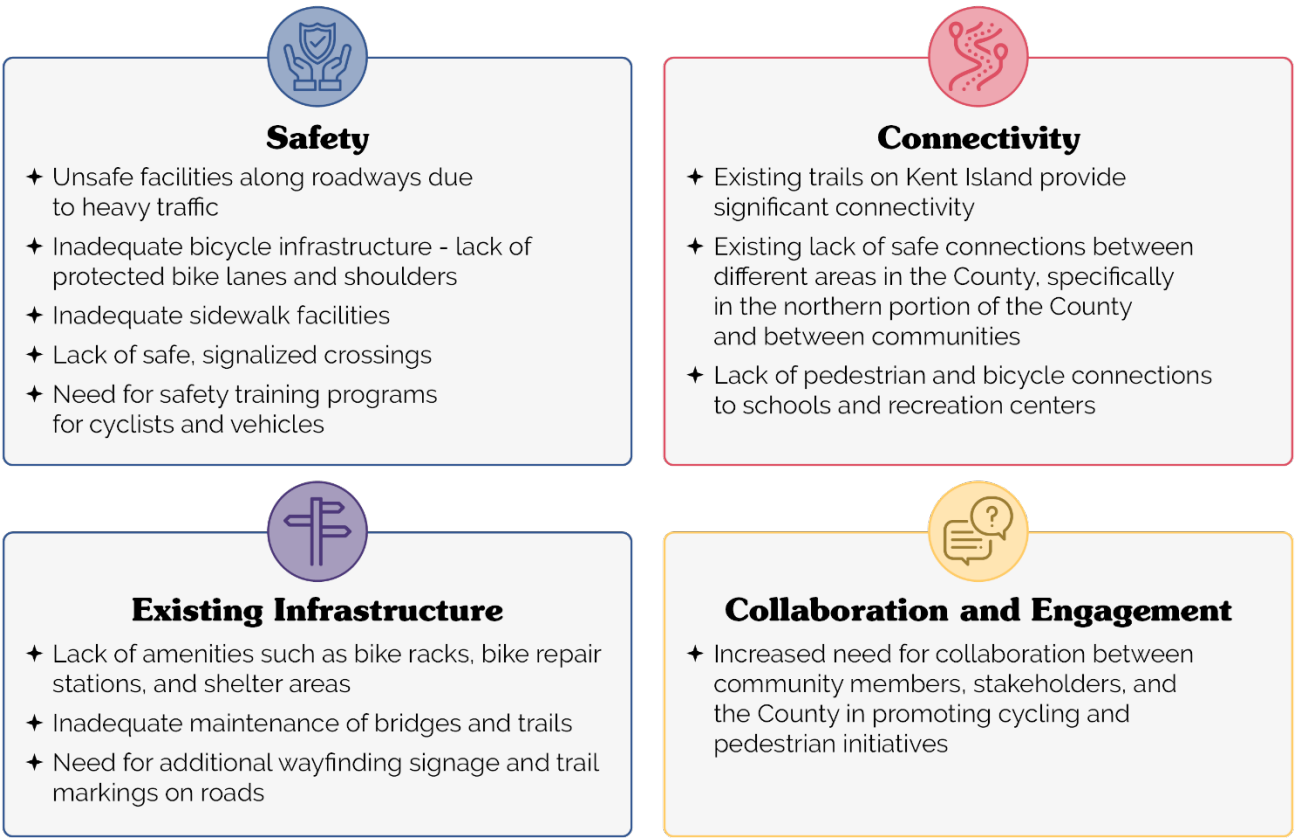 Safety
✦ Unsafe facilities along roadways due
to heavy traffic
✦ Inadequate bicycle infrastructure - lack of
protected bike lanes and shoulders
✦ Inadequate sidewalk facilities
✦ Lack of safe, signalized crossings
✦ Need for safety training programs
for cyclists and vehicles
Connectivity
✦ Existing trails on Kent Island provide
significant connectivity
✦ Existing lack of safe connections between
different areas in the County, specifically
in the northern portion of the County
and between communities
✦ Lack of pedestrian and bicycle connections
to schools and recreation centers
Existing Infrastructure
✦ Lack of amenities such as bike racks, bike repair
stations, and shelter areas
✦ Inadequate maintenance of bridges and trails
✦ Need for additional wayfinding signage and trail
markings on roads
?
Collaboration and Engagement
✦ Increased need for collaboration between
community members, stakeholders, and
the County in promoting cycling and
pedestrian initiatives